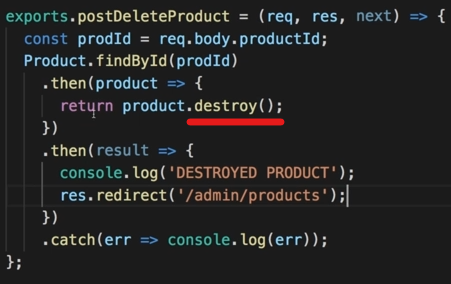 exports.postDeleteProduct = (req, res, next) => {
  const prodId = req.body.productId;
  Product.findById(prodId)
    .then(product => {
      return product.destroy();
    })
    .then(result => {
      console.log('DESTROYED PRODUCT');
      res.redirect('/admin/products');
    })
    .catch(err => console.log(err));
};